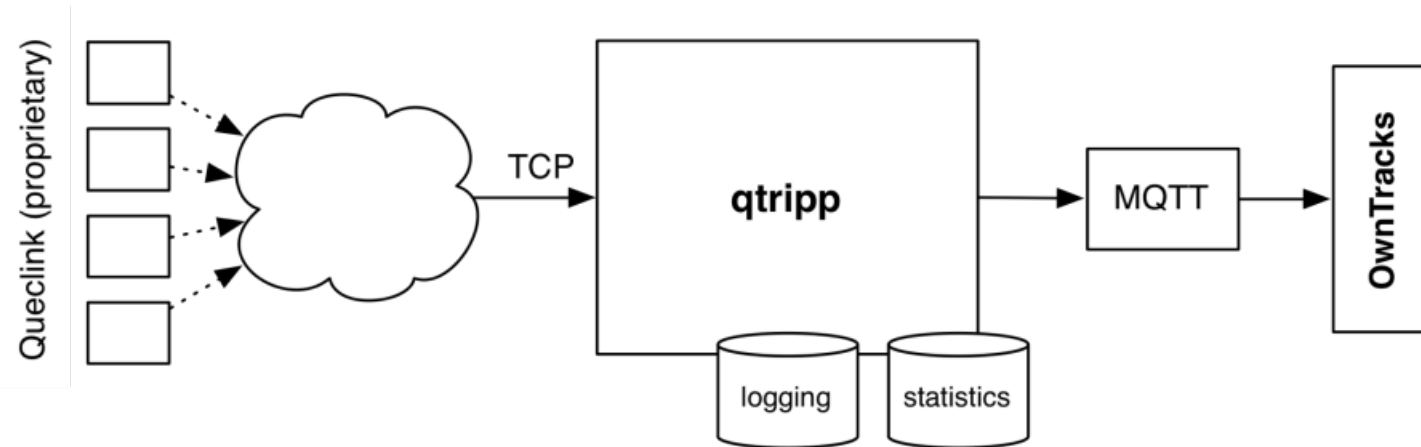 Queclink (proprietary)
TCP
qtripp
MQTT
OwnTracks
logging
statistics